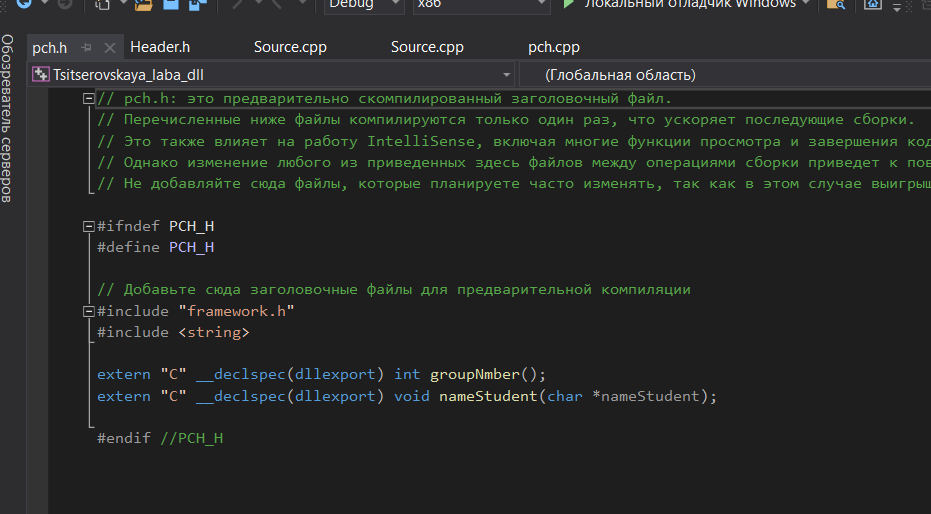 Debug x86 Локальный отладчик Windows
Обозреватель серверов
pch.h Header.h Source.cpp Source.cpp pch.cpp
Tsitserovskaya_laba_dll (Глобальная область)
// pch.h: это предварительно скомпилированный заголовочный файл.
// Перечисленные ниже файлы компилируются только один раз, что ускоряет последующие сборки.
// Это также влияет на работу IntelliSense, включая многие функции просмотра и завершения
// Однако изменение любого из приведенных здесь файлов между операциями сборки приведет к
// Не добавляйте сюда файлы, которые планируете часто изменять, так как в этом случае
#ifndef PCH_H
#define PCH_H
// Добавьте сюда заголовочные файлы для предварительной компиляции
#include "framework.h"
#include <string>
extern "C" __declspec(dllexport) int groupNmber();
extern "C" __declspec(dllexport) void nameStudent(char *nameStudent);
#endif //PCH_H